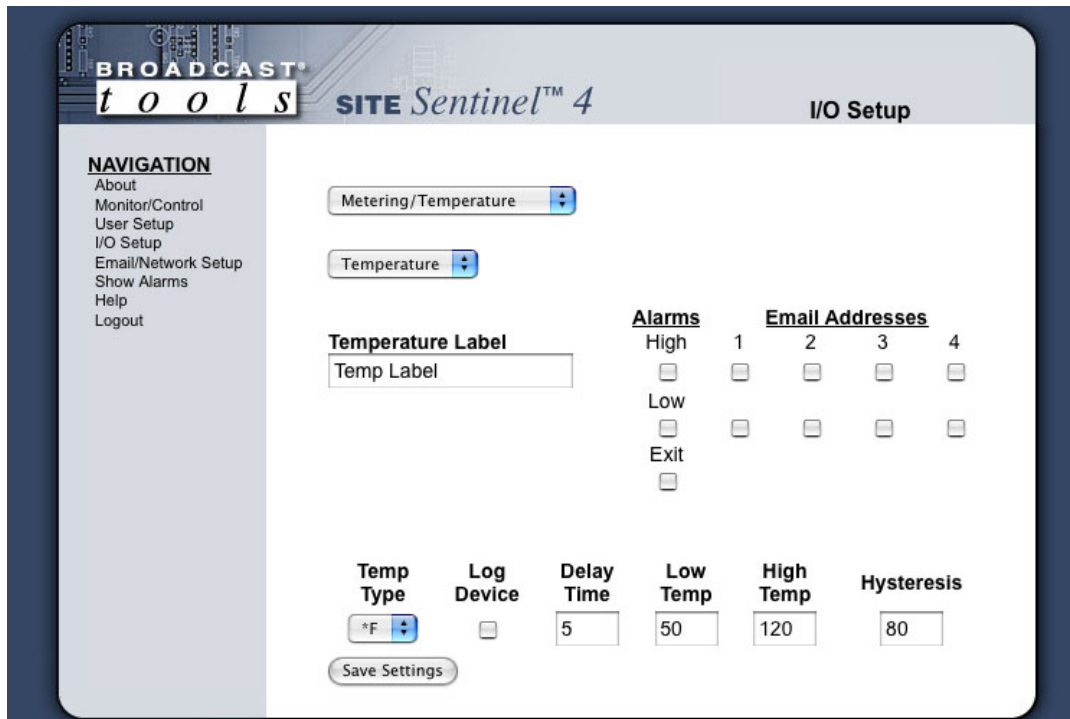 BROADCAST®
tools
SITE Sentinel™ 4
I/O Setup
NAVIGATION
About
Monitor/Control
User Setup
I/O Setup
Email/Network Setup
Show Alarms
Help
Logout
Metering/Temperature
Temperature
Alarms Email Addresses
Temperature Label High 1 2 3 4
Temp Label
Low
Exit
Temp Type Log Device Delay Time Low Temp High Temp Hysteresis
*F 5 50 120 80
Save Settings